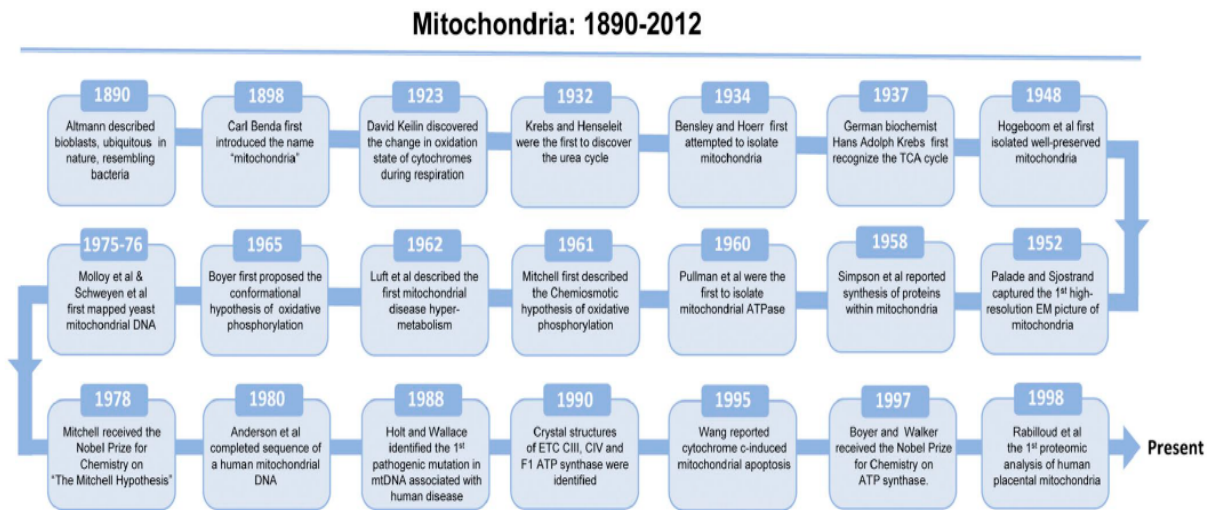 Mitochondria: 1890-2012
1890
Altmann described
bioblasts, ubiquitous in
nature, resembling
bacteria
1898
Carl Benda first
introduced the name
"mitochondria"
1923
David Keilin discovered
the change in oxidation
state of cytochromes
during respiration
1932
Krebs and Henseleit
were the first to discover
the urea cycle
1934
Bensley and Hoerr first
attempted to isolate
mitochondria
1937
German biochemist
Hans Adolph Krebs first
recognize the TCA cycle
1948
Hogeboom et al first
isolated well-preserved
mitochondria
1975-76
Molloy et al &
Schweyen et al
first mapped yeast
mitochondrial DNA
1965
Boyer first proposed the
conformational
hypothesis of oxidative
phosphorylation
1962
Luft et al described the
first mitochondrial
disease hyper-
metabolism
1961
Mitchell first described
the Chemiosmotic
hypothesis of oxidative
phosphorylation
1960
Pullman et al were the
first to isolate
mitochondrial ATPase
1958
Simpson et al reported
synthesis of proteins
within mitochondria
1952
Palade and Sjostrand
captured the 1st high-
resolution EM picture of
mitochondria
1978
Mitchell received the
Nobel Prize for
Chemistry on
"The Mitchell Hypothesis"
1980
Anderson et al
completed sequence of
a human mitochondrial
DNA
1988
Holt and Wallace
identified the 1st
pathogenic mutation in
mtDNA associated with
human disease
1990
Crystal structures
of ETC CIII, CIV and
F1 ATP synthase were
identified
1995
Wang reported
cytochrome c-induced
mitochondrial apoptosis
1997
Boyer and Walker
received the Nobel Prize
for Chemistry on
ATP synthase.
1998
Rabilloud et al
the 1st proteomic
analysis of human
placental mitochondria
Present